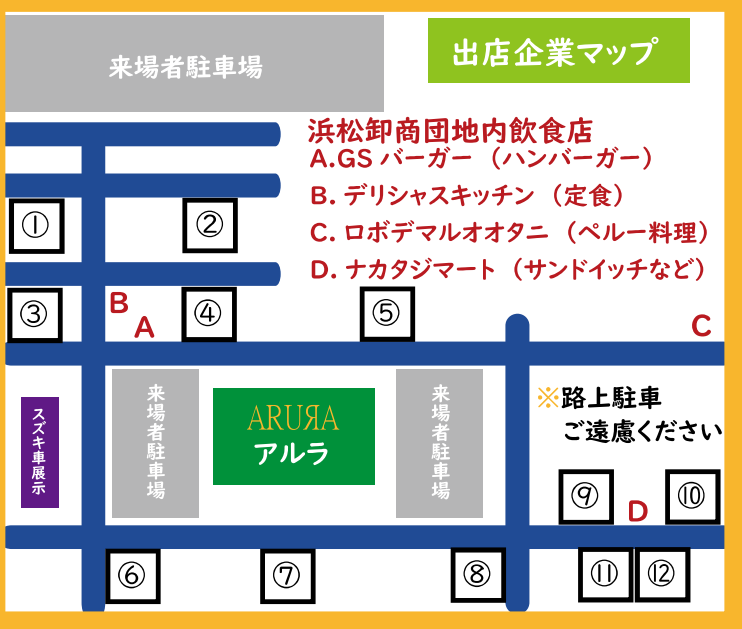 来場者駐車場
出店企業マップ
浜松卸商団地内飲食店
A.GS バーガー （ハンバーガー）
B. デリシャスキッチン （定食）
C. ロボデマルオオタニ （ペルー料理）
D. ナカタジマート （サンドイッチなど）
①
②
③
B
A
④
⑤
C
スズキ車展示
来場者駐車場
ARUЯA
アルラ
来場者駐車場
※路上駐車
ご遠慮ください
⑨
D
⑩
⑥
⑦
⑧
⑪
⑫